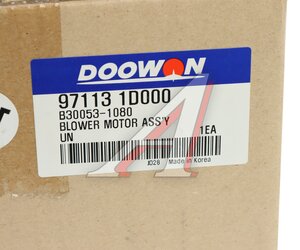 DOOWON
97113 1D000
B30053-1080
BLOWER MOTOR ASS'Y
UN 1EA
Made in Korea